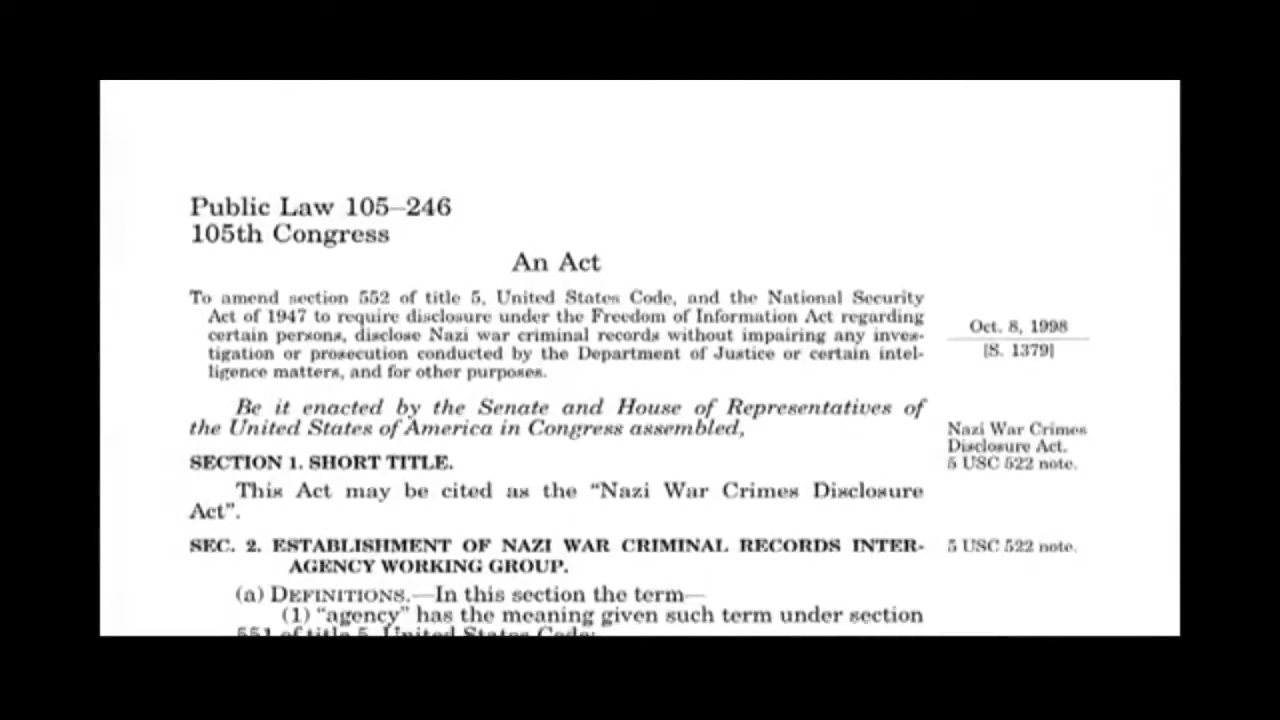 Public Law 105–246
105th Congress
An Act
To amend section 552 of title 5, United States Code, and the National Security
Act of 1947 to require disclosure under the Freedom of Information Act regarding
certain persons, disclose Nazi war criminal records without impairing any inves-
tigation or prosecution conducted by the Department of Justice or certain intel-
ligence matters, and for other purposes.
Oct. 8, 1998
[S. 1379]
Be it enacted by the Senate and House of Representatives of
the United States of America in Congress assembled,
SECTION 1. SHORT TITLE.
Nazi War Crimes
Disclosure Act.
5 USC 522 note.
This Act may be cited as the “Nazi War Crimes Disclosure
Act”.
SEC. 2. ESTABLISHMENT OF NAZI WAR CRIMINAL RECORDS INTER-
AGENCY WORKING GROUP.
5 USC 522 note.
(a) DEFINITIONS.—In this section the term—
(1) “agency” has the meaning given such term under section
551 of title 5, United States Code;